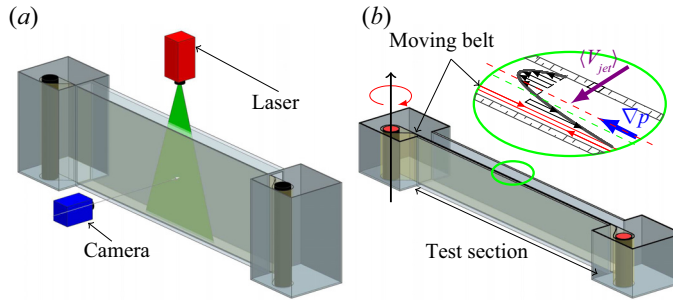 (a)
Laser
Camera
(b)
Moving belt
⟨V_jet⟩
∇p
Test section